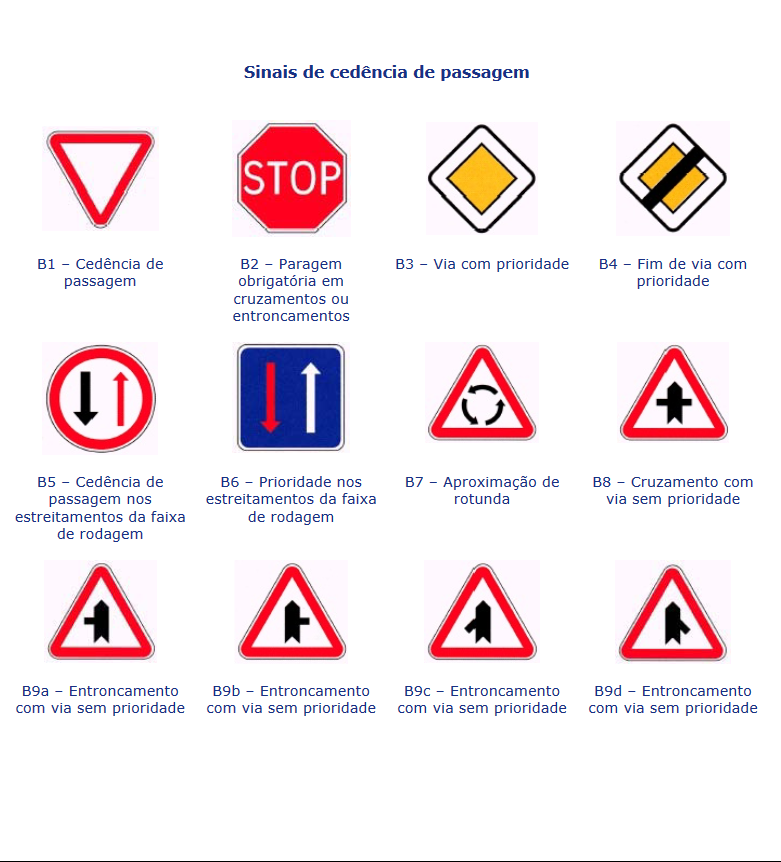 Sinais de cedência de passagem
STOP
B1 – Cedência de
passagem
B2 – Paragem
obrigatória em
cruzamentos ou
entroncamentos
B3 – Via com prioridade
B4 – Fim de via com
prioridade
B5 – Cedência de
passagem nos
estreitamentos da faixa
de rodagem
B6 – Prioridade nos
estreitamentos da faixa
de rodagem
B7 – Aproximação de
rotunda
B8 – Cruzamento com
via sem prioridade
B9a – Entroncamento
com via sem prioridade
B9b – Entroncamento
com via sem prioridade
B9c – Entroncamento
com via sem prioridade
B9d – Entroncamento
com via sem prioridade